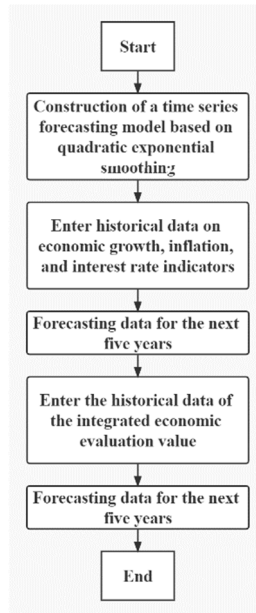 Start
Construction of a time series
forecasting model based on
quadratic exponential
smoothing
Enter historical data on
economic growth, inflation,
and interest rate indicators
Forecasting data for the next
five years
Enter the historical data of
the integrated economic
evaluation value
Forecasting data for the next
five years
End